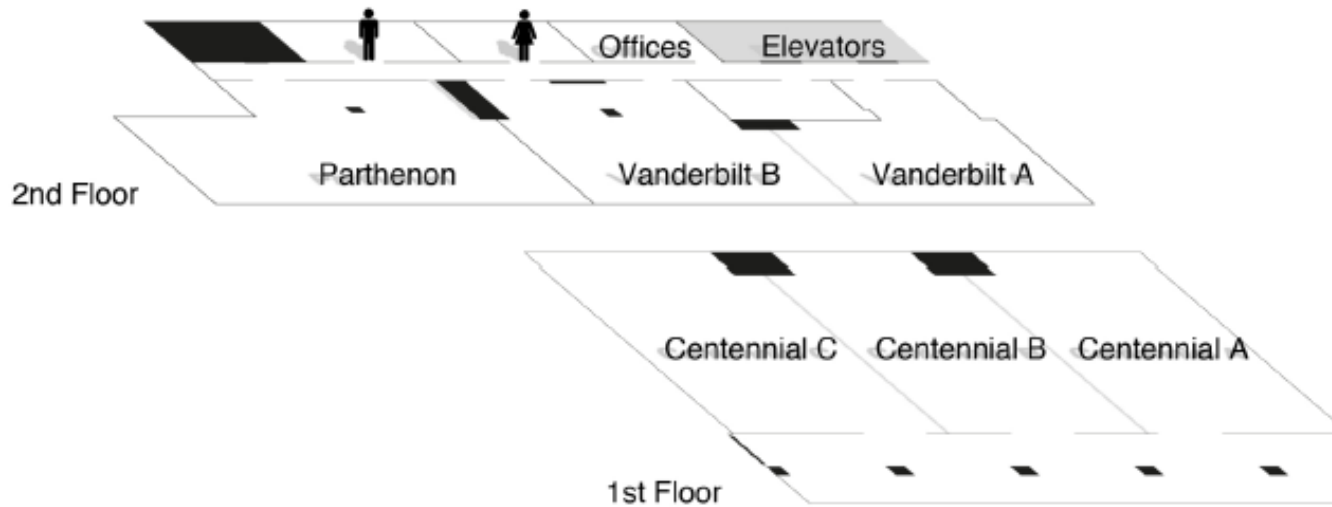 Offices
Elevators
Parthenon
Vanderbilt B
Vanderbilt A
2nd Floor
Centennial C
Centennial B
Centennial A
1st Floor